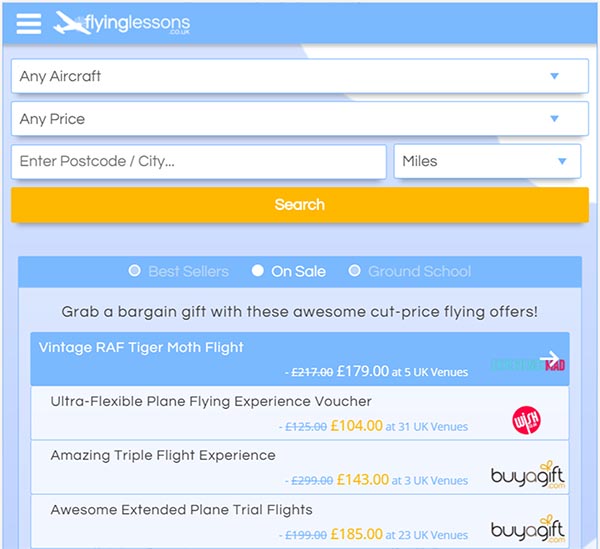 flyinglessons
.co.uk
Any Aircraft
Any Price
Enter Postcode / City...
Miles
Search
Best Sellers
On Sale
Ground School
Grab a bargain gift with these awesome cut-price flying offers!
Vintage RAF Tiger Moth Flight
- £217.00 £179.00 at 5 UK Venues
MAD
Ultra-Flexible Plane Flying Experience Voucher
- £125.00 £104.00 at 31 UK Venues
WiSH
Amazing Triple Flight Experience
- £299.00 £143.00 at 3 UK Venues
buyagift
.com
Awesome Extended Plane Trial Flights
- £199.00 £185.00 at 23 UK Venues
buyagift
.com